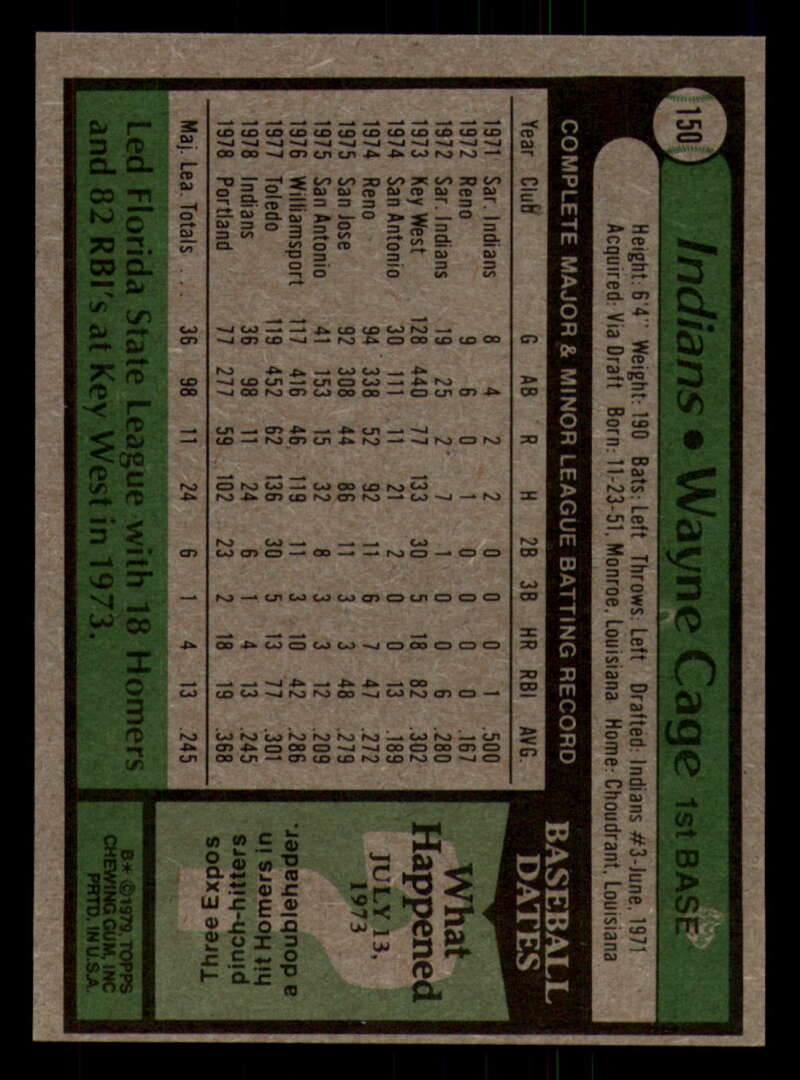 150
Indians • Wayne Cage 1st BASE
Height: 6'4" Weight: 190 Bats: Left Throws: Left Drafted: Indians #3-June, 1971
Acquired: Via Draft Born: 11-23-51, Monroe, Louisiana Home: Choudrant, Louisiana
COMPLETE MAJOR & MINOR LEAGUE BATTING RECORD
Year Club G AB R H 2B 3B HR RBI AVG.
1971 Sar. Indians 8 4 2 2 0 0 0 1 .500
1972 Reno 9 6 0 1 0 0 0 0 .167
1972 Sar. Indians 19 25 2 7 1 0 0 6 .280
1973 Key West 128 440 77 133 30 5 18 82 .302
1974 San Antonio 30 111 11 21 2 0 0 13 .189
1974 Reno 94 338 52 92 11 6 7 47 .272
1975 San Jose 92 308 44 86 11 3 3 48 .279
1975 San Antonio 41 153 15 32 8 3 3 12 .209
1976 Williamsport 117 416 46 119 11 3 10 42 .286
1977 Toledo 119 452 62 136 30 5 13 77 .301
1978 Indians 36 98 11 24 6 1 4 13 .245
1978 Portland 77 277 59 102 23 2 18 19 .368
Maj. Lea. Totals . . . 36 98 11 24 6 1 4 13 .245
Led Florida State League with 18 Homers
and 82 RBI's at Key West in 1973.
BASEBALL
DATES
What
Happened
JULY 13,
1973
Three Expos
pinch-hitters
hit Homers in
a doublehader.
B* ©1979, TOPPS
CHEWING GUM, INC
PRTD. IN U.S.A.